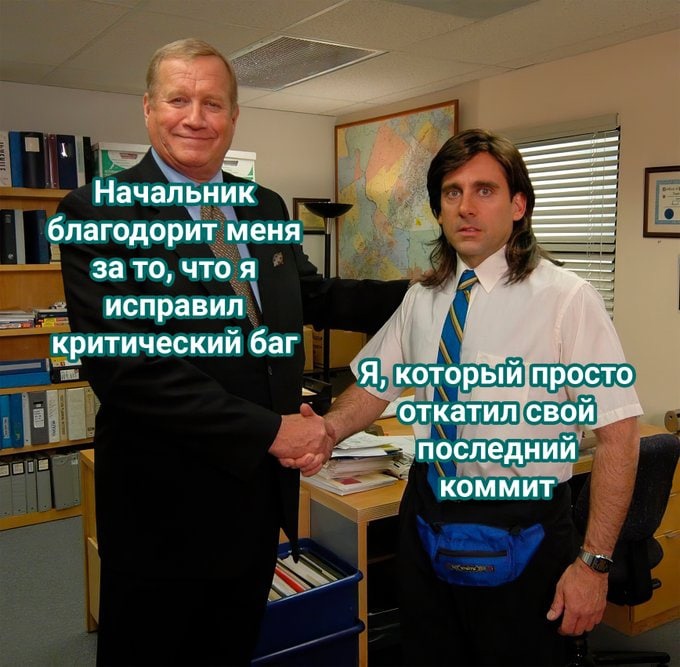 Начальник
благодорит меня
за то, что я
исправил
критический баг
Я, который просто
откатил свой
последний
коммит